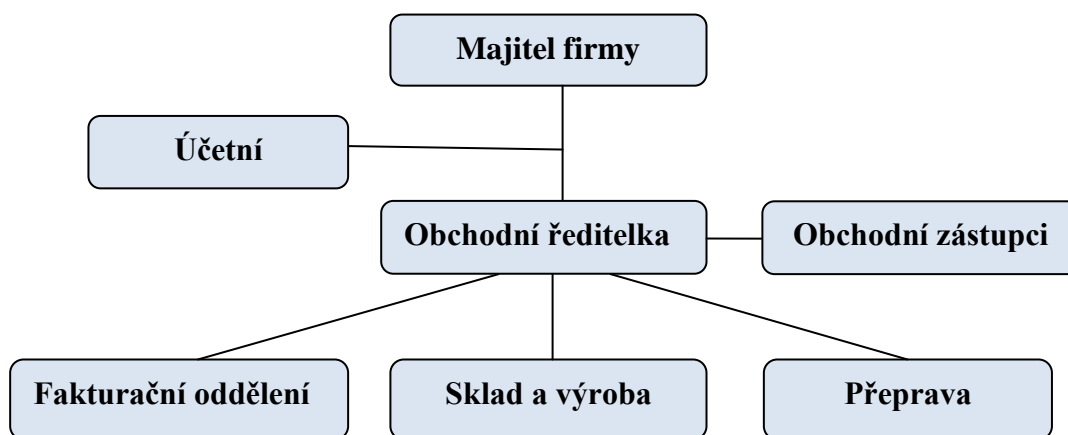 Majitel firmy
Účetní
Obchodní ředitelka
Obchodní zástupci
Fakturační oddělení
Sklad a výroba
Přeprava